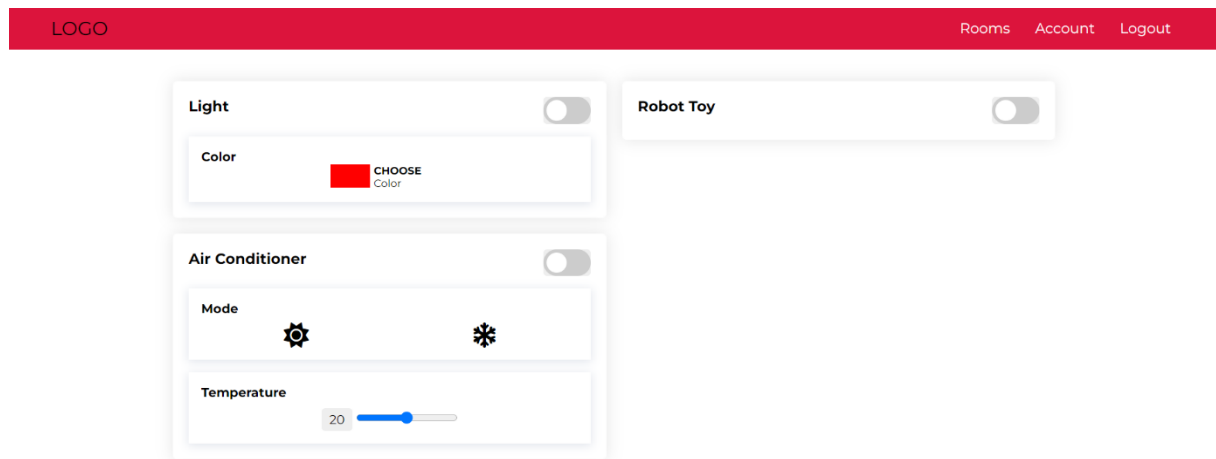 LOGO
Rooms Account Logout
Light
Color
CHOOSE
Color
Robot Toy
Air Conditioner
Mode
Temperature
20